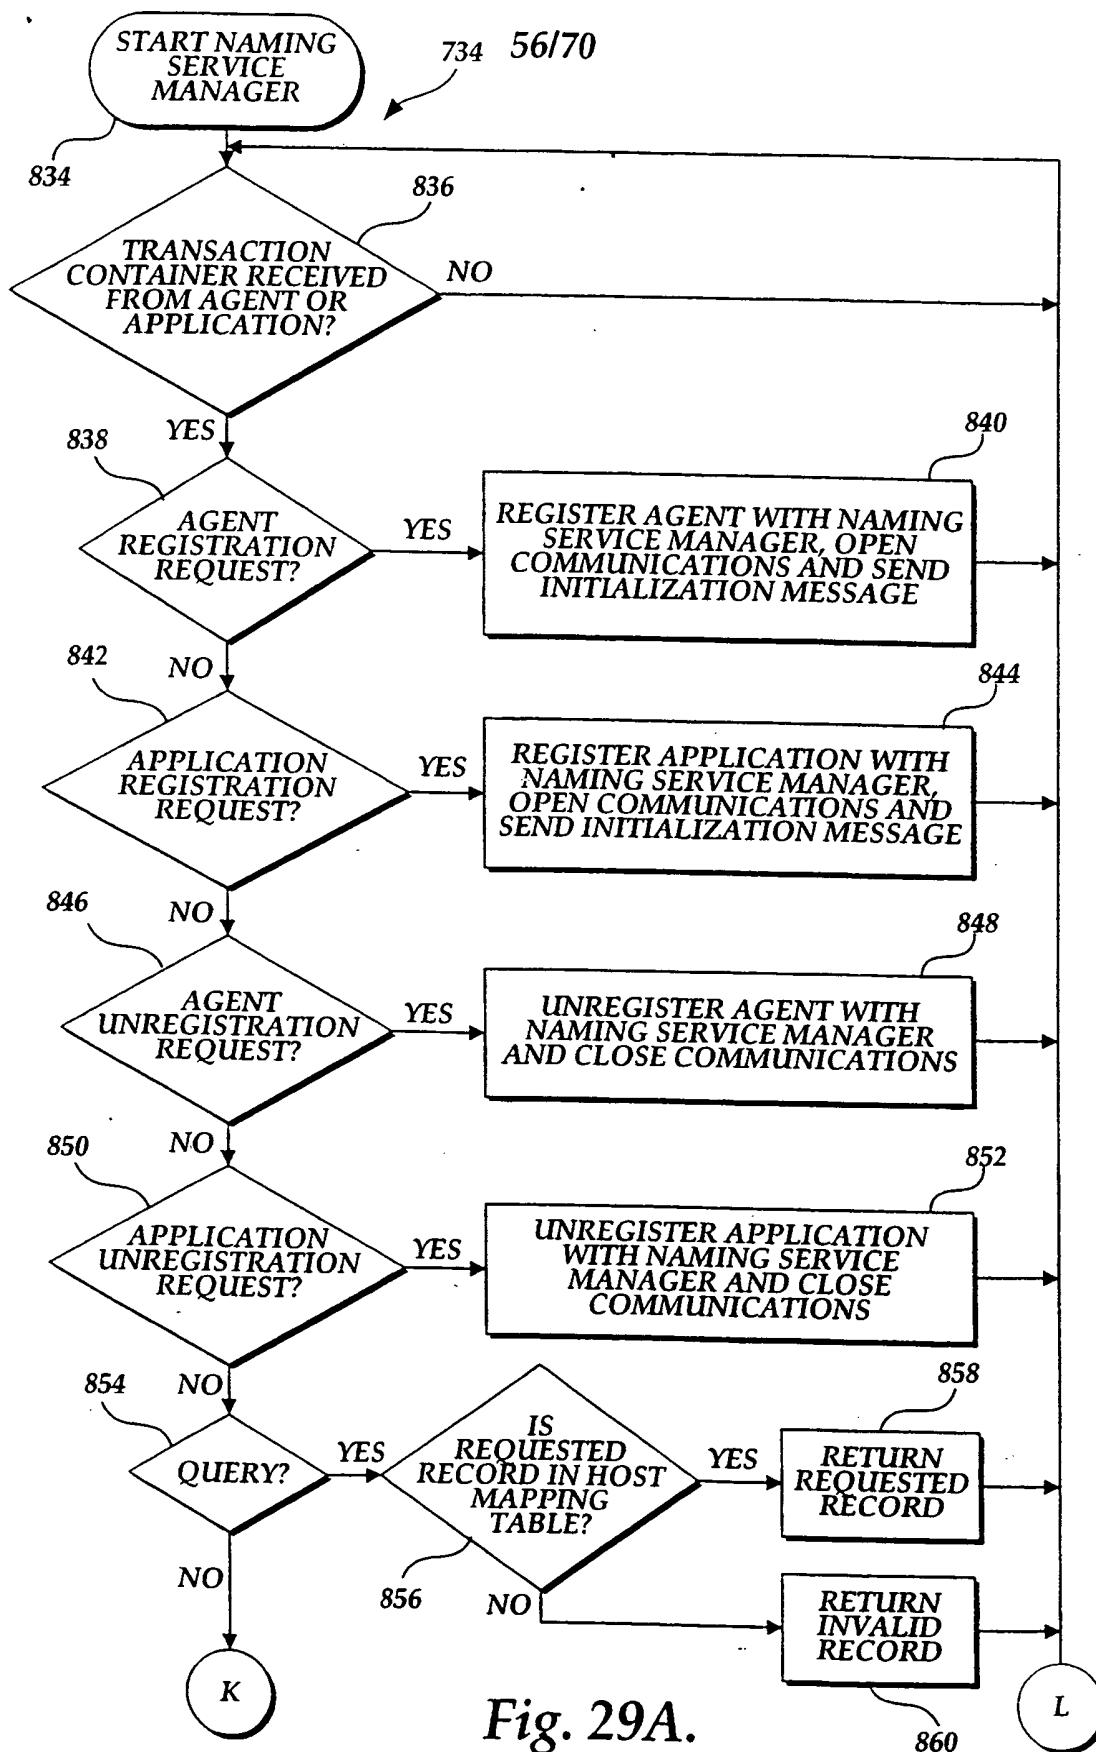 START NAMING
SERVICE
MANAGER
734 56/70
834
836
TRANSACTION
CONTAINER RECEIVED
FROM AGENT OR
APPLICATION?
NO
YES
838
AGENT
REGISTRATION
REQUEST?
YES
840
REGISTER AGENT WITH NAMING
SERVICE MANAGER, OPEN
COMMUNICATIONS AND SEND
INITIALIZATION MESSAGE
NO
842
APPLICATION
REGISTRATION
REQUEST?
YES
844
REGISTER APPLICATION WITH
NAMING SERVICE MANAGER,
OPEN COMMUNICATIONS AND
SEND INITIALIZATION MESSAGE
NO
846
AGENT
UNREGISTRATION
REQUEST?
YES
848
UNREGISTER AGENT WITH
NAMING SERVICE MANAGER
AND CLOSE COMMUNICATIONS
NO
850
APPLICATION
UNREGISTRATION
REQUEST?
YES
852
UNREGISTER APPLICATION
WITH NAMING SERVICE
MANAGER AND CLOSE
COMMUNICATIONS
NO
854
QUERY?
YES
IS
REQUESTED
RECORD IN HOST
MAPPING
TABLE?
856
YES
858
RETURN
REQUESTED
RECORD
NO
NO
RETURN
INVALID
RECORD
860
K
L
Fig. 29A.